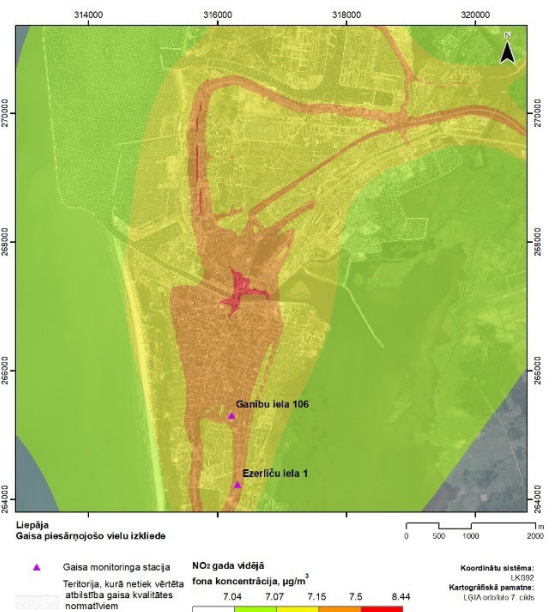 314000 316000 318000 320000
N
270000
268000
266000
264000
Ganību iela 106
Ezerlīču iela 1
Liepāja
Gaisa piesārņojošo vielu izkliede
0 500 1000 2000
m
Gaisa monitoringa stacija
Teritorija, kurā netiek vērtēta
atbilstība gaisa kvalitātes
normatīviem
NO2 gada vidējā
fona koncentrācija, µg/m³
7.04 7.07 7.15 7.5 8.44
Koordinātu sistēma:
LKS92
Kartogrāfiskā pamatne:
LĢIA ortofoto 7. cikls